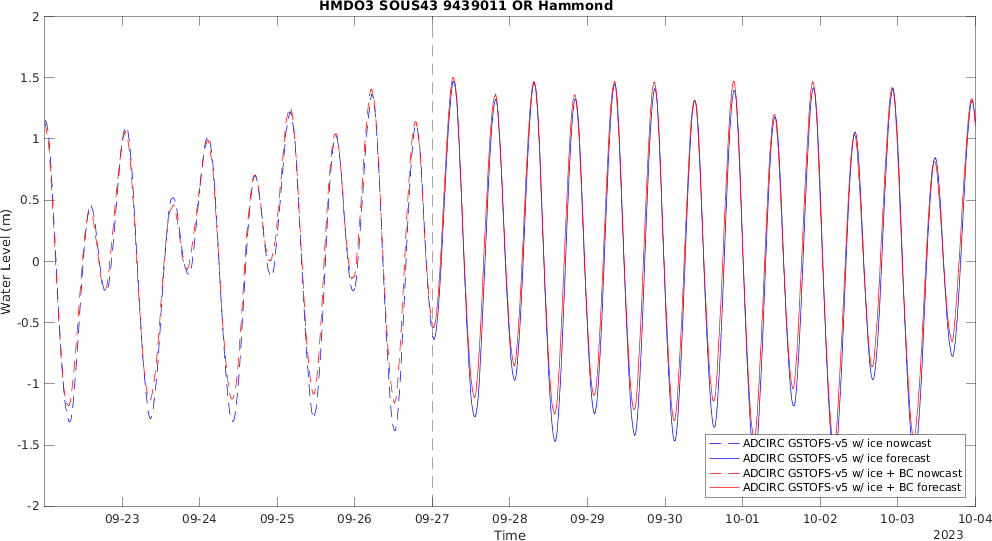 HMDO3 SOUS43 9439011 OR Hammond
Water Level (m)
2
1.5
1
0.5
0
-0.5
-1
-1.5
-2
09-23 09-24 09-25 09-26 09-27 09-28 09-29 09-30 10-01 10-02 10-03 10-04
Time
2023
ADCIRC GSTOFS-v5 w/ ice nowcast
ADCIRC GSTOFS-v5 w/ ice forecast
ADCIRC GSTOFS-v5 w/ ice + BC nowcast
ADCIRC GSTOFS-v5 w/ ice + BC forecast